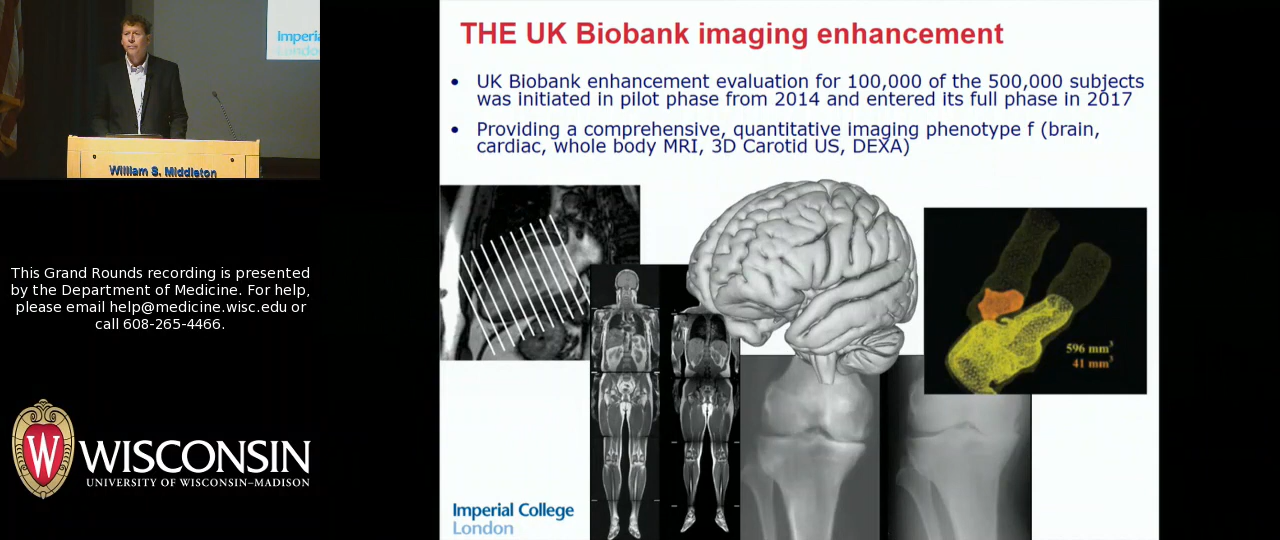 Imperia
London
William S. Middleton
This Grand Rounds recording is presented
by the Department of Medicine. For help,
please email help@medicine.wisc.edu or
call 608-265-4466.
W
WISCONSIN
UNIVERSITY OF WISCONSIN–MADISON
THE UK Biobank imaging enhancement
• UK Biobank enhancement evaluation for 100,000 of the 500,000 subjects
was initiated in pilot phase from 2014 and entered its full phase in 2017
• Providing a comprehensive, quantitative imaging phenotype f (brain,
cardiac, whole body MRI, 3D Carotid US, DEXA)
596 mm³
41 mm³
Imperial College
London